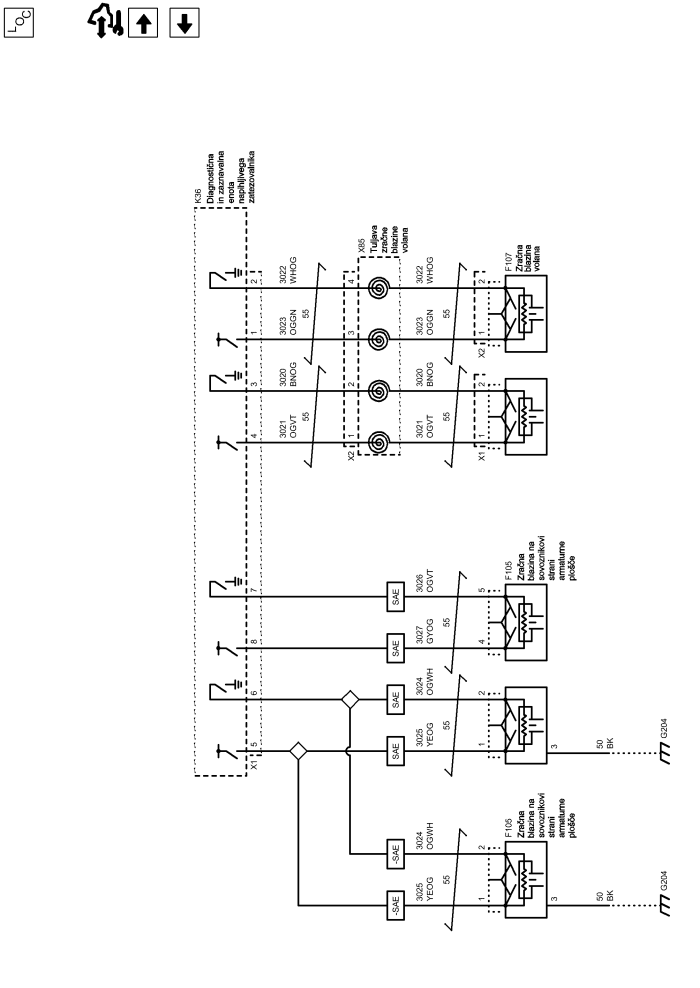 LOC
K36
Diagnostična
in zaznavalna
enota
napihljivega
zatezovalnika
X1
5
6
8
7
4
3
1
2
3021
OGVT
3020
BNOG
3023
OGGN
3022
WHOG
55
55
X2
1
2
3
4
X85
Tuljava
zračne
blazine
volana
-SAE
-SAE
SAE
SAE
SAE
SAE
3025
YEOG
3024
OGWH
3025
YEOG
3024
OGWH
3027
GYOG
3026
OGVT
3021
OGVT
3020
BNOG
3023
OGGN
3022
WHOG
55
55
55
55
55
1
2
1
2
4
5
X1
1
2
X2
1
2
F105
Zračna
blazina na
sovoznikovi
strani
armaturne
plošče
F105
Zračna
blazina na
sovoznikovi
strani
armaturne
plošče
F107
Zračna
blazina
volana
3
3
50
BK
50
BK
G204
G204